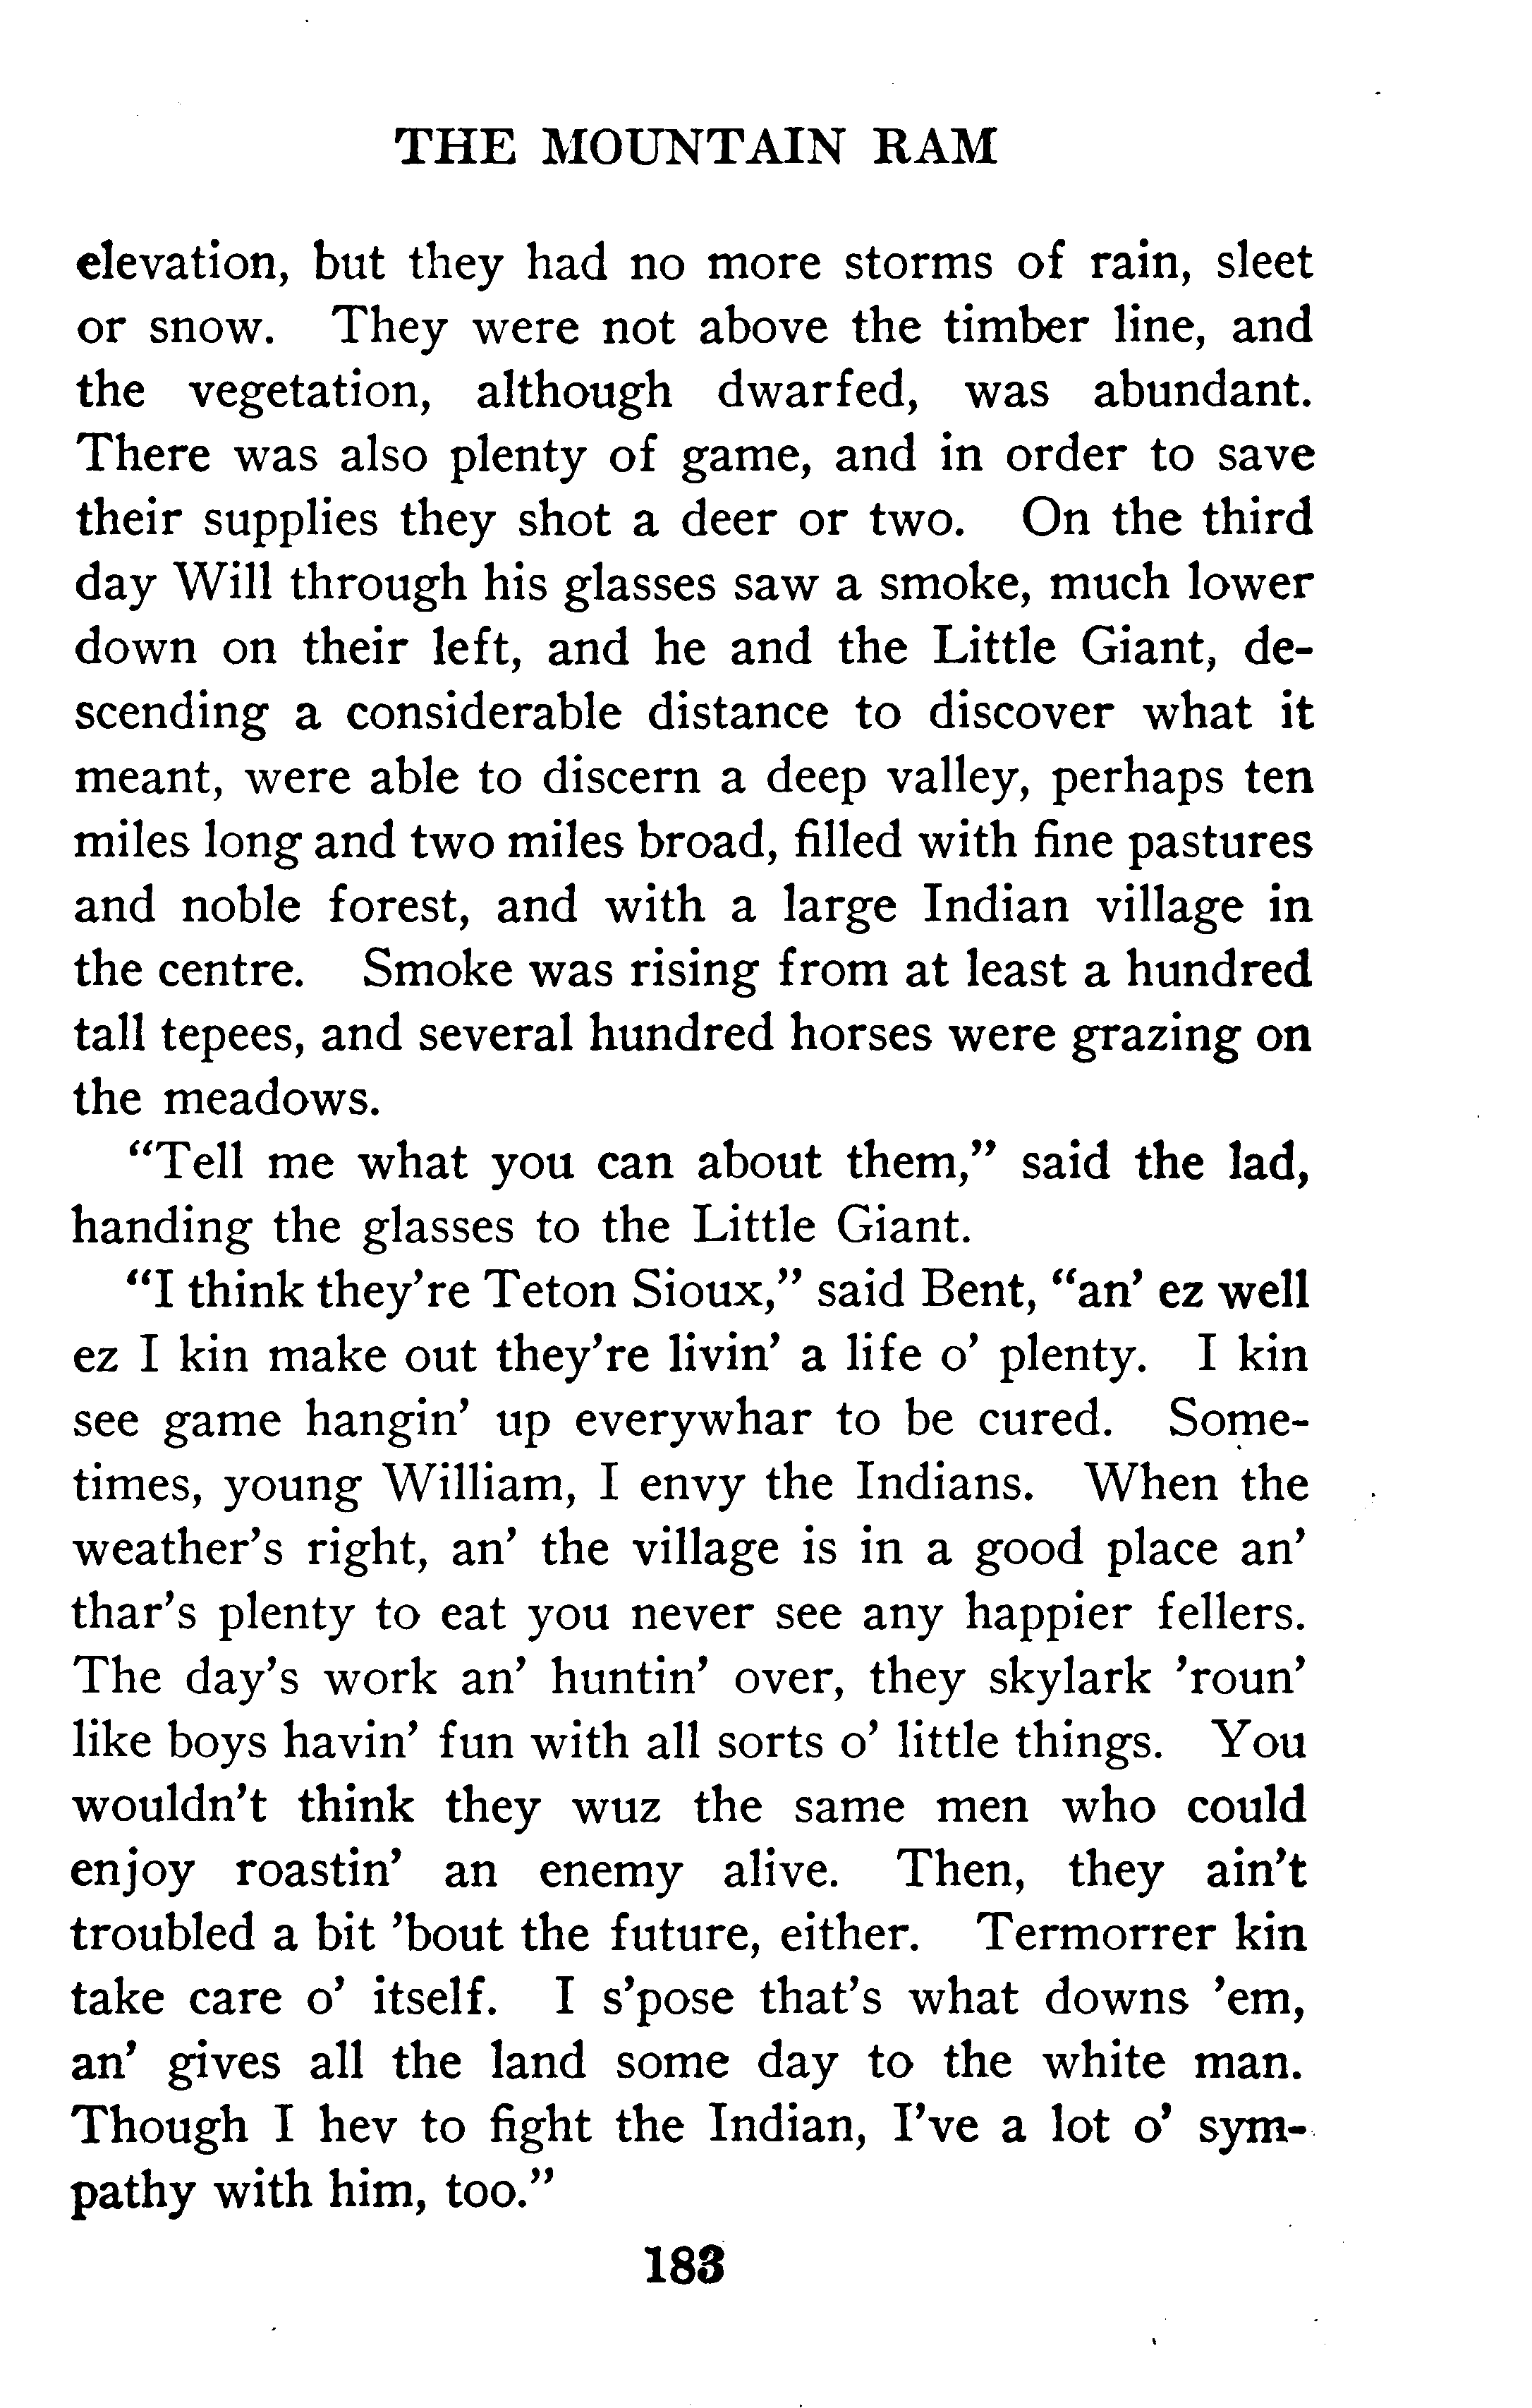 THE MOUNTAIN RAM
elevation, but they had no more storms of rain, sleet
or snow. They were not above the timber line, and
the vegetation, although dwarfed, was abundant.
There was also plenty of game, and in order to save
their supplies they shot a deer or two. On the third
day Will through his glasses saw a smoke, much lower
down on their left, and he and the Little Giant, de-
scending a considerable distance to discover what it
meant, were able to discern a deep valley, perhaps ten
miles long and two miles broad, filled with fine pastures
and noble forest, and with a large Indian village in
the centre. Smoke was rising from at least a hundred
tall tepees, and several hundred horses were grazing on
the meadows.
"Tell me what you can about them," said the lad,
handing the glasses to the Little Giant.
"I think they're Teton Sioux," said Bent, "an' ez well
ez I kin make out they're livin' a life o' plenty. I kin
see game hangin' up everywhar to be cured. Some-
times, young William, I envy the Indians. When the
weather's right, an' the village is in a good place an'
thar's plenty to eat you never see any happier fellers.
The day's work an' huntin' over, they skylark 'roun'
like boys havin' fun with all sorts o' little things. You
wouldn't think they wuz the same men who could
enjoy roastin' an enemy alive. Then, they ain't
troubled a bit 'bout the future, either. Termorrer kin
take care o' itself. I s'pose that's what downs 'em,
an' gives all the land some day to the white man.
Though I hev to fight the Indian, I've a lot o' sym-
pathy with him, too."
183